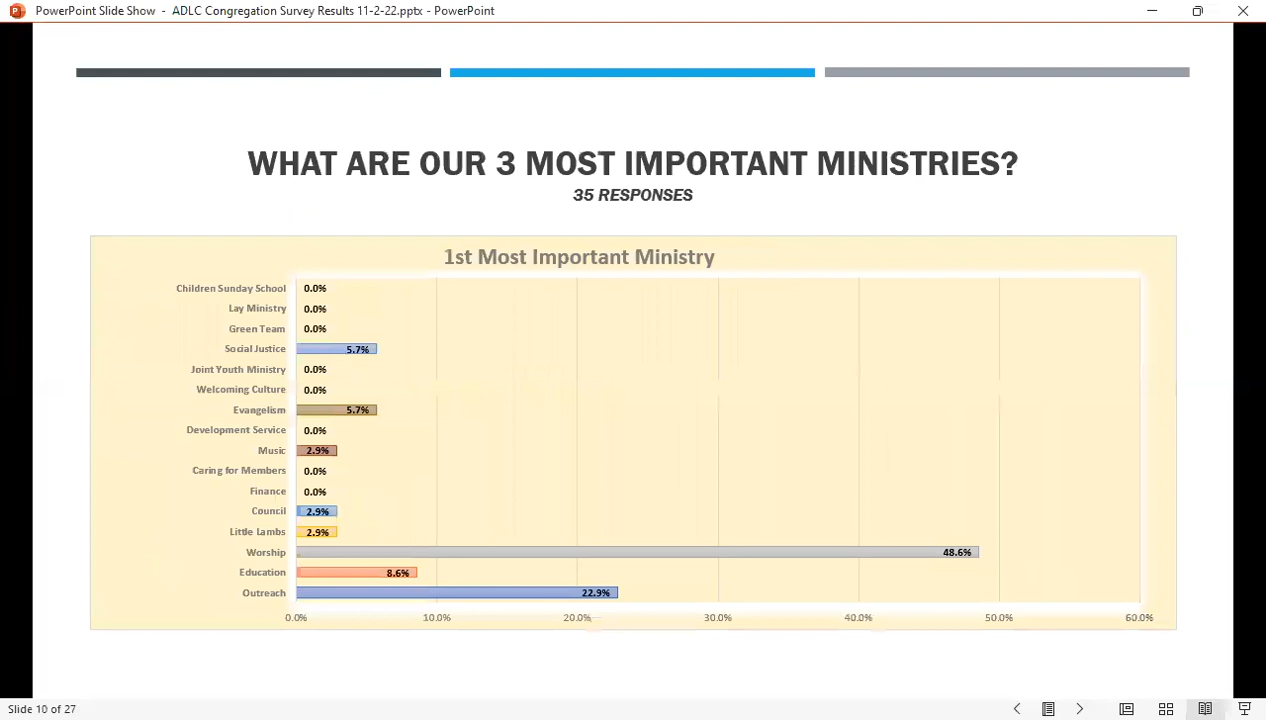 PowerPoint Slide Show - ADLC Congregation Survey Results 11-2-22.pptx - PowerPoint
WHAT ARE OUR 3 MOST IMPORTANT MINISTRIES?
35 RESPONSES
1st Most Important Ministry
Children Sunday School 0.0%
Lay Ministry 0.0%
Green Team 0.0%
Social Justice 5.7%
Joint Youth Ministry 0.0%
Welcoming Culture 0.0%
Evangelism 5.7%
Development Service 0.0%
Music 2.9%
Caring for Members 0.0%
Finance 0.0%
Council 2.9%
Little Lambs 2.9%
Worship 48.6%
Education 8.6%
Outreach 22.9%
0.0% 10.0% 20.0% 30.0% 40.0% 50.0% 60.0%
Slide 10 of 27